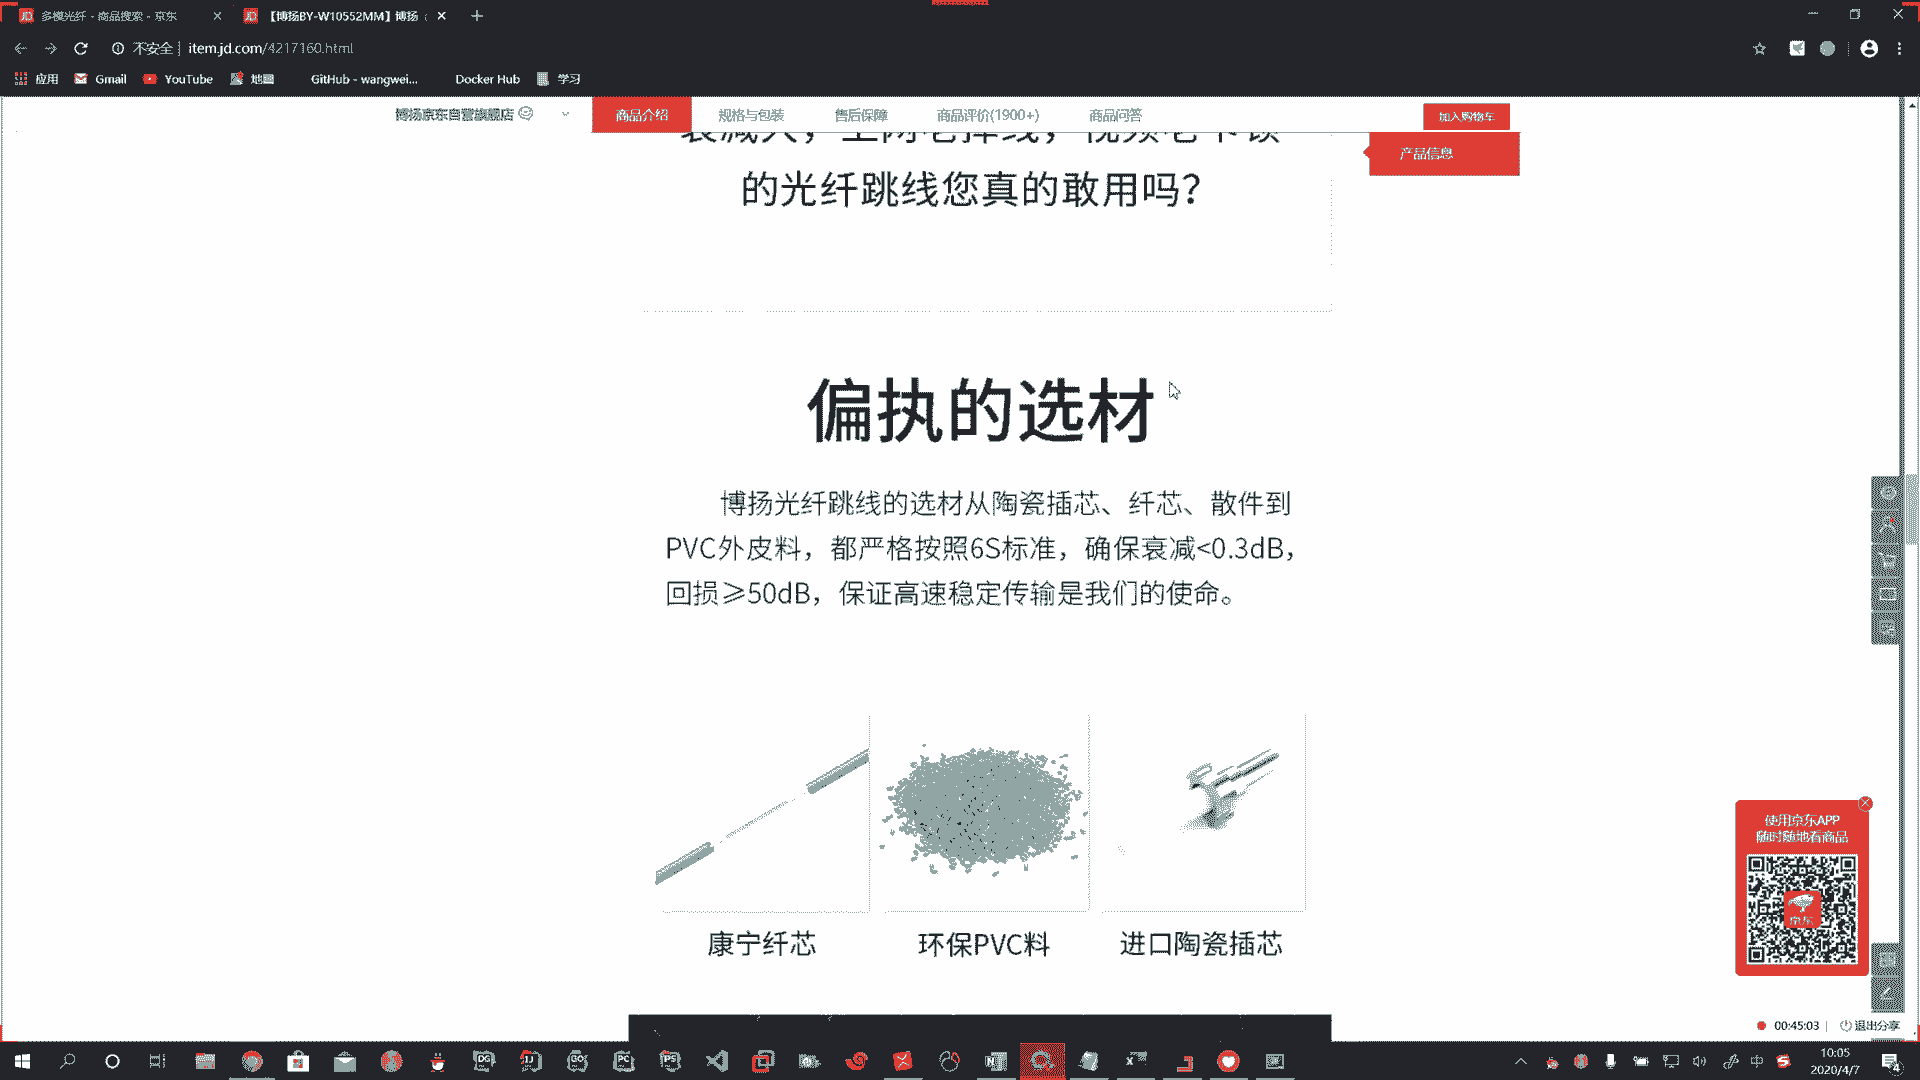 多模光纤 - 商品搜索 - 京东
【博扬BY-W10552MM】博扬
不安全 item.jd.com/4217160.html
应用 Gmail YouTube 地图 GitHub - wangwei... Docker Hub 学习
博扬京东自营旗舰店 商品介绍 规格与包装 售后保障 商品评价(1900+) 商品问答 加入购物车
产品信息
的光纤跳线您真的敢用吗？
偏执的选材
博扬光纤跳线的选材从陶瓷插芯、纤芯、散件到
PVC外皮料，都严格按照6S标准，确保衰减<0.3dB，
回损≥50dB，保证高速稳定传输是我们的使命。
使用京东APP
随时随地看商品
京东
康宁纤芯 环保PVC料 进口陶瓷插芯
00:45:03 退出分享
中
10:05
2020/4/7